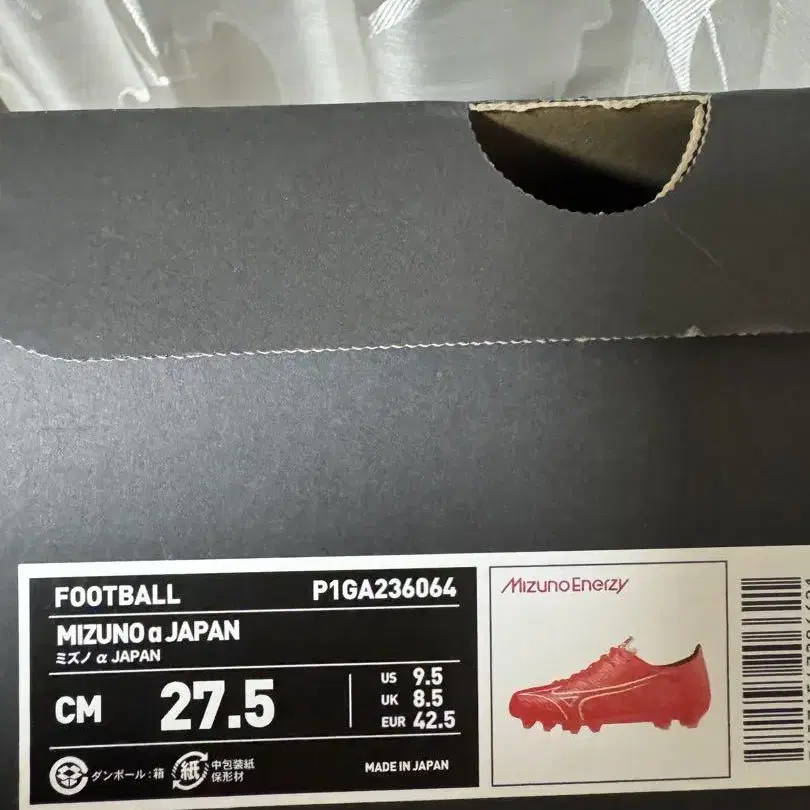 FOOTBALL P1GA236064
MIZUNO α JAPAN
ミズノ α JAPAN
CM 27.5
US 9.5
UK 8.5
EUR 42.5
ダンボール:箱
紙
中包装紙
保形材
MADE IN JAPAN
Mizuno Enerzy